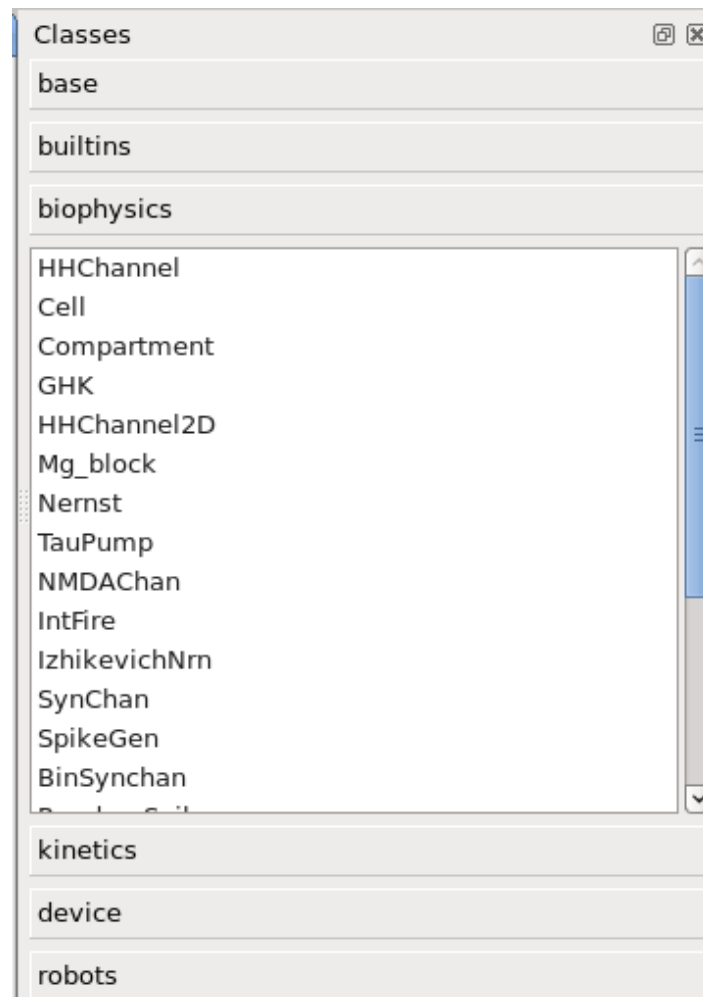 Classes
base
builtins
biophysics
HHChannel
Cell
Compartment
GHK
HHChannel2D
Mg_block
Nernst
TauPump
NMDAChan
IntFire
IzhikevichNrn
SynChan
SpikeGen
BinSynchan
kinetics
device
robots